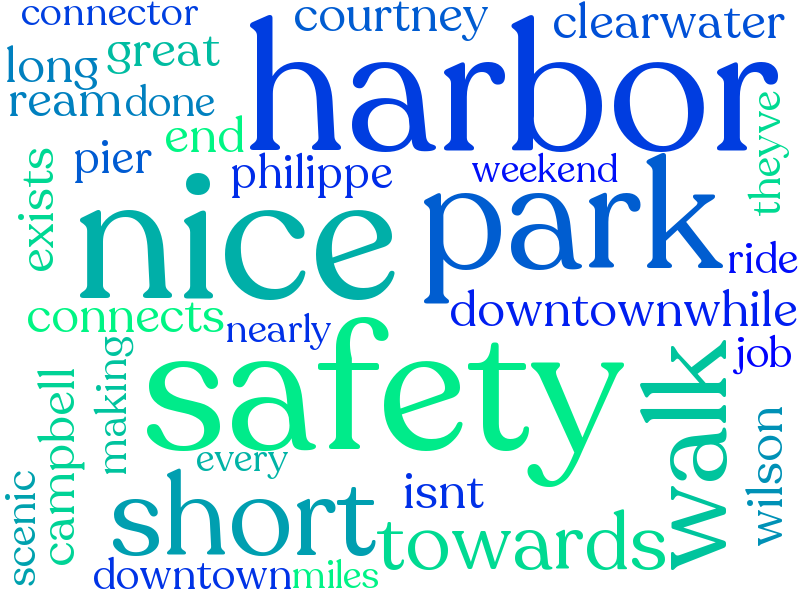 connector
courtney
clearwater
great
harbor
long
ream
done
end
theyve
pier
philippe
weekend
exists
nice
park
ride
connects
nearly
downtown
while
safety
job
making
walk
campbell
every
wilson
scenic
short
isnt
towards
downtown
miles